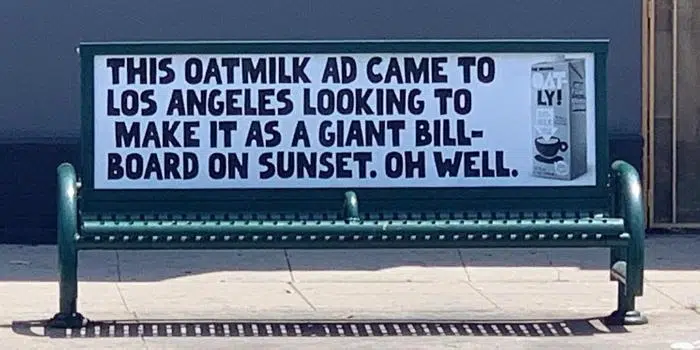 THIS OATMILK AD CAME TO
LOS ANGELES LOOKING TO
MAKE IT AS A GIANT BILL-
BOARD ON SUNSET. OH WELL.
OAT-
LY!